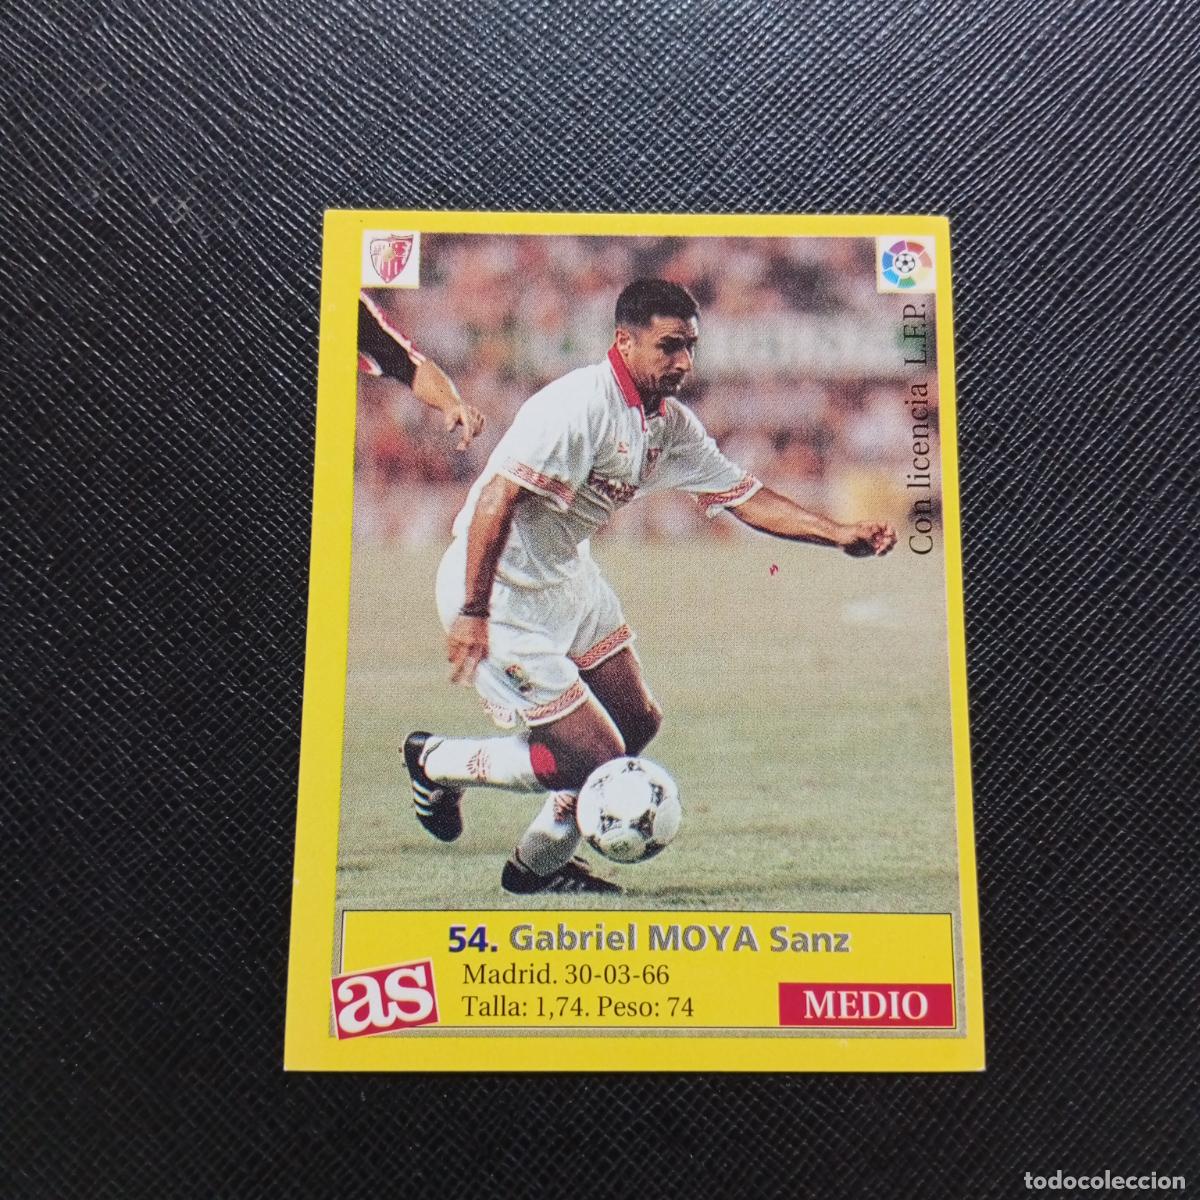 Con licencia L.F.P.
54. Gabriel MOYA Sanz
Madrid. 30-03-66
Talla: 1,74. Peso: 74
as
MEDIO
todocoleccion